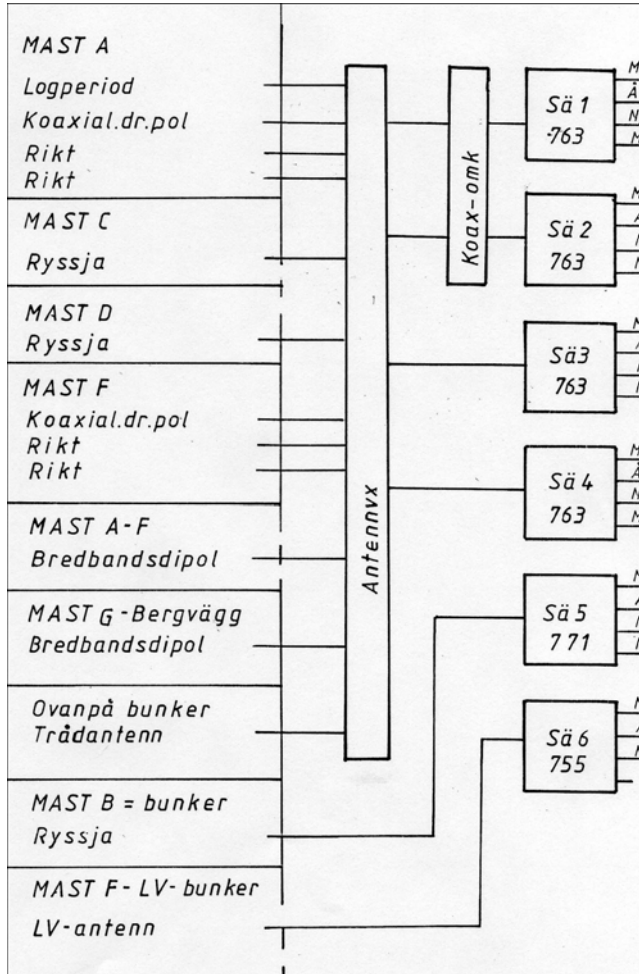 MAST A
Logperiod
Koaxial.dr.pol
Rikt
Rikt
MAST C
Ryssja
MAST D
Ryssja
MAST F
Koaxial.dr.pol
Rikt
Rikt
MAST A-F
Bredbandsdipol
MAST G-Bergvägg
Bredbandsdipol
Ovanpå bunker
Trådantenn
MAST B = bunker
Ryssja
MAST F-LV-bunker
LV-antenn
Antennvx
Koax-omk
Sä 1
763
M
Å
N
M
Sä 2
763
Sä3
763
Sä 4
763
M
Å
N
M
Sä 5
771
Sä 6
755